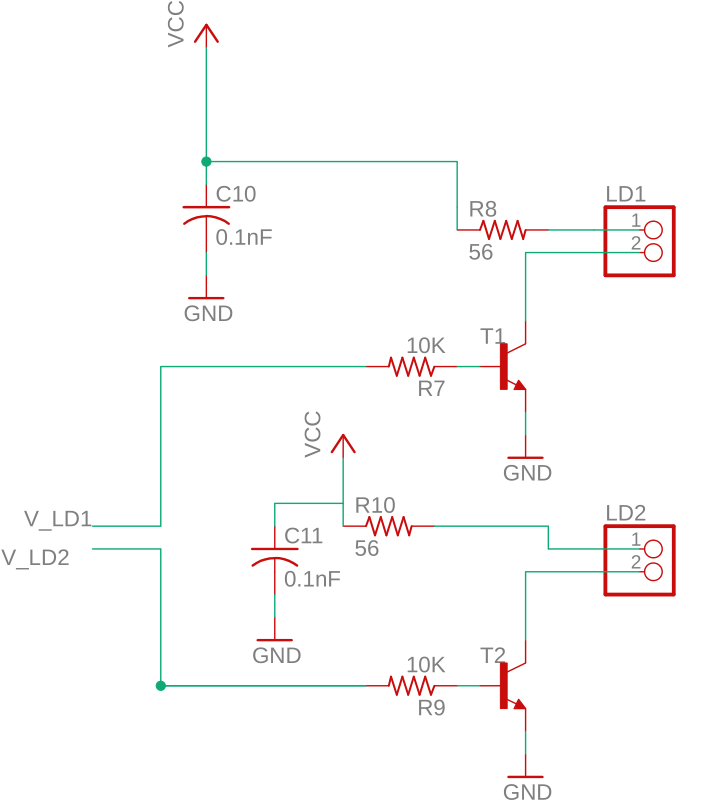 VCC
C10
0.1nF
GND
R8
56
LD1
1
2
10K
R7
T1
GND
VCC
V_LD1
V_LD2
R10
56
C11
0.1nF
GND
LD2
1
2
10K
R9
T2
GND